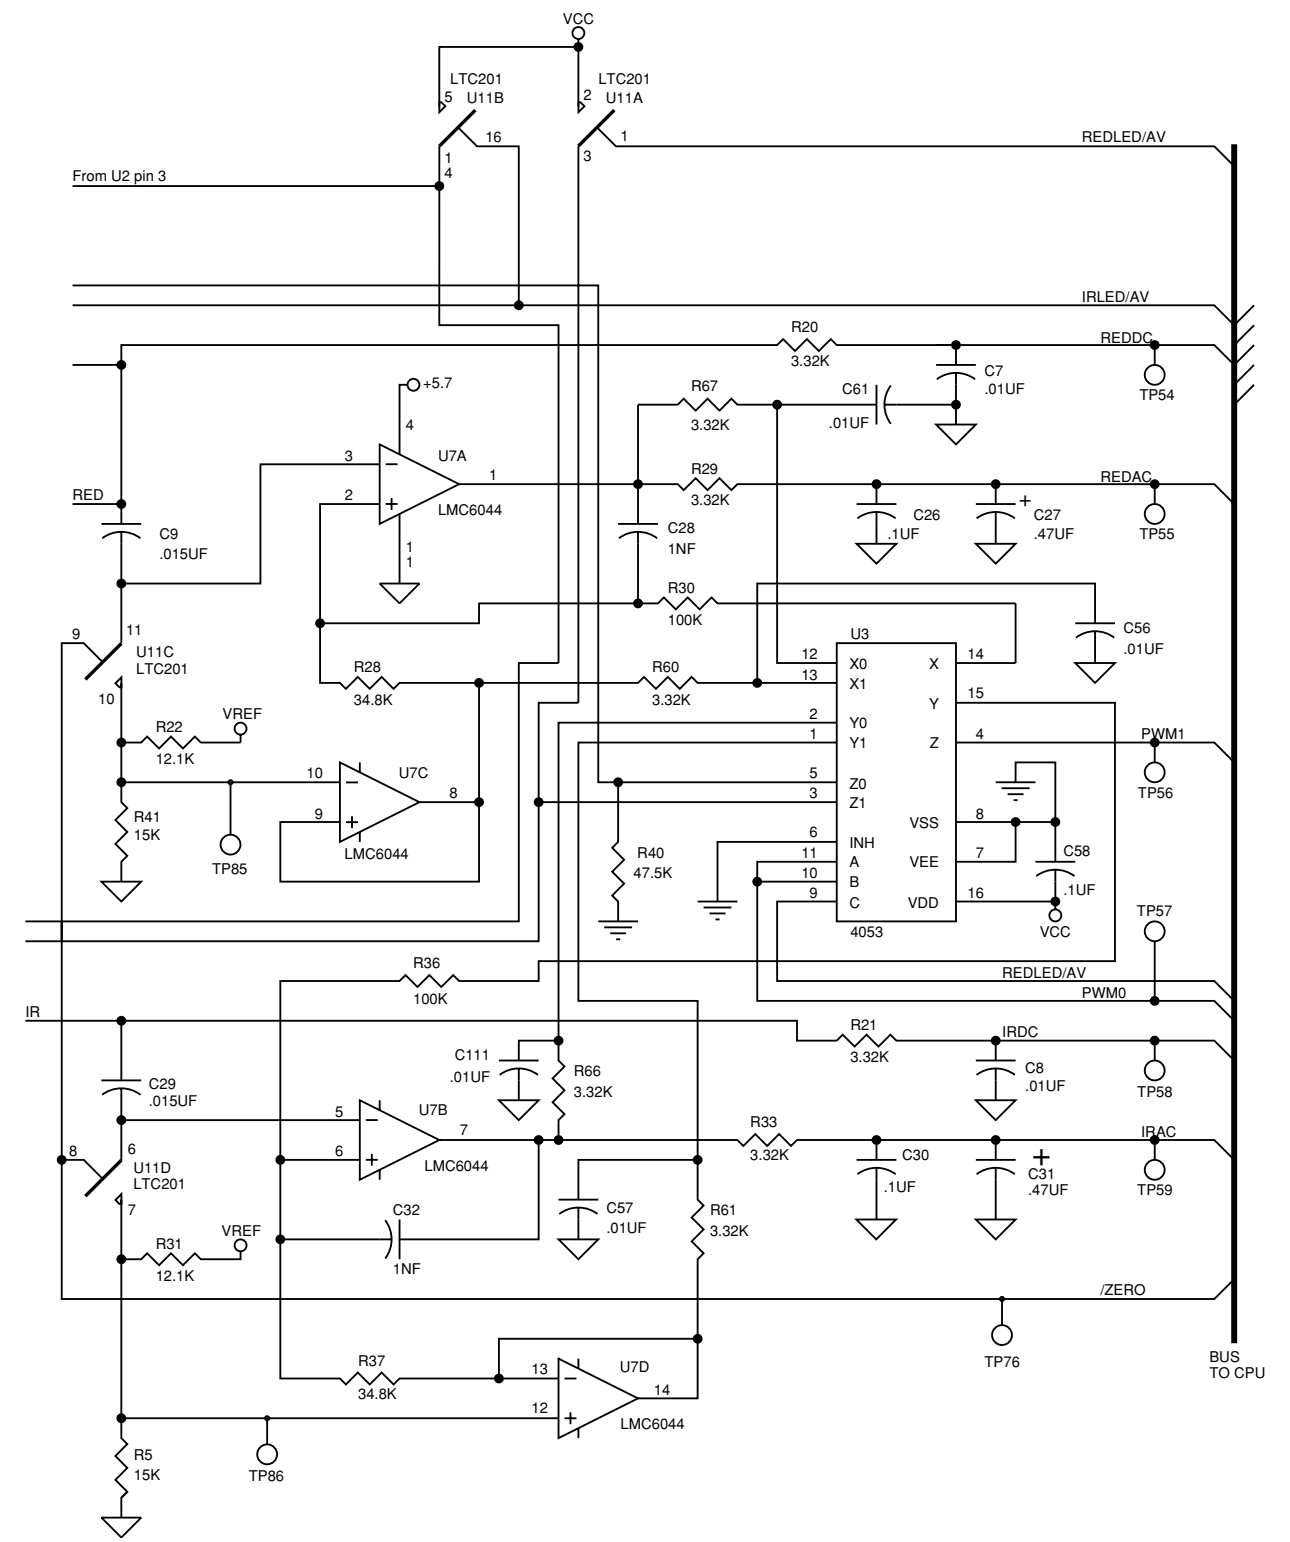 VCC
LTC201
U11B
5
16
1
4
LTC201
U11A
2
1
3
REDLED/AV
From U2 pin 3
IRLED/AV
R20
3.32K
REDDC
C7
.01UF
TP54
+5.7
4
R67
3.32K
C61
.01UF
3
2
U7A
1
LMC6044
1
1
R29
3.32K
REDAC
RED
C9
.015UF
C28
1NF
C26
.1UF
+
C27
.47UF
TP55
R30
100K
C56
.01UF
9
11
U11C
LTC201
10
R28
34.8K
R60
3.32K
U3
12
13
2
1
5
3
6
11
10
9
X0
X1
Y0
Y1
Z0
Z1
INH
A
B
C
X
Y
Z
VSS
VEE
VDD
14
15
4
8
7
16
4053
PWM1
TP56
R22
12.1K
VREF
10
9
U7C
8
LMC6044
R41
15K
TP85
R40
47.5K
C58
.1UF
VCC
TP57
R36
100K
REDLED/AV
PWM0
IR
R21
3.32K
IRDC
C8
.01UF
TP58
C111
.01UF
R66
3.32K
C29
.015UF
5
6
U7B
7
LMC6044
R33
3.32K
IRAC
C30
.1UF
+
C31
.47UF
TP59
8
6
U11D
LTC201
7
C32
1NF
C57
.01UF
R61
3.32K
R31
12.1K
VREF
/ZERO
TP76
BUS
TO CPU
R37
34.8K
13
12
U7D
14
LMC6044
R5
15K
TP86